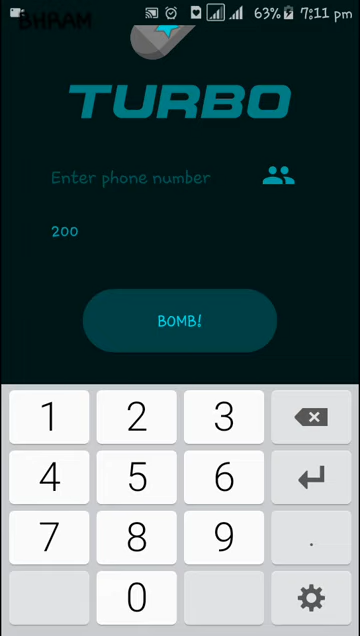 BHRAM
63% 7:11 pm
TURBO
Enter phone number
200
BOMB!
1 2 3
4 5 6
7 8 9 .
0